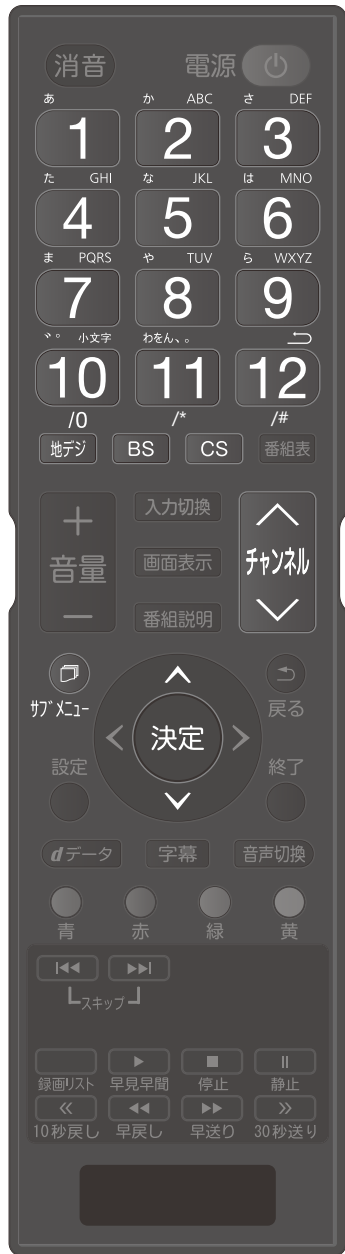 消音 電源
あ か ABC さ DEF
1 2 3
た GHI な JKL は MNO
4 5 6
ま PQRS や TUV ら WXYZ
7 8 9
゛゜ 小文字 わをん、。
10 11 12
/0 /* /#
地デジ BS CS 番組表
+ 入力切換
音量 画面表示 チャンネル
− 番組説明
サブメニュー 決定 戻る
設定 終了
dデータ 字幕 音声切換
青 赤 緑 黄
スキップ
録画リスト 早見早聞 停止 静止
10秒戻し 早戻し 早送り 30秒送り